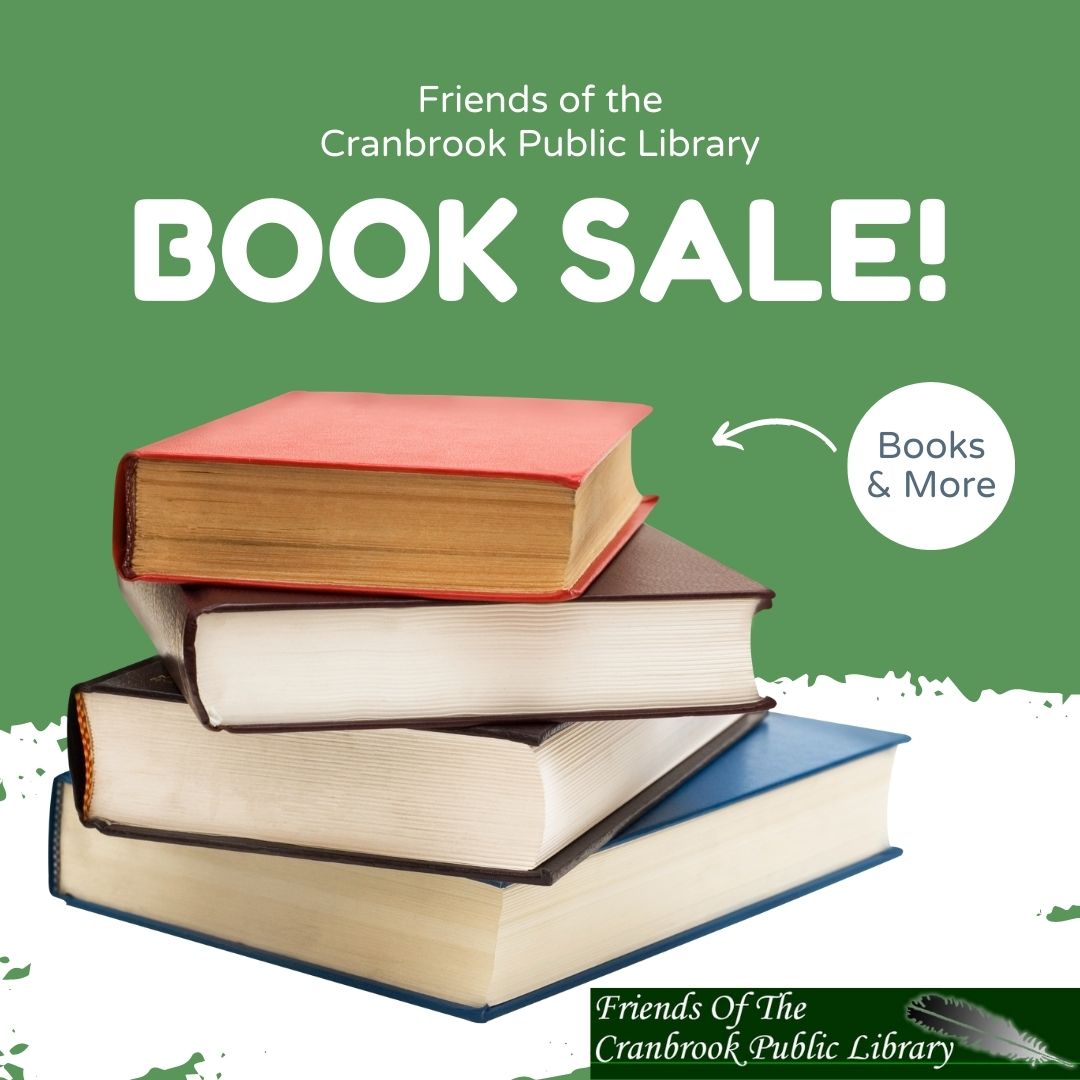 Friends of the
Cranbrook Public Library
BOOK SALE!
Books
& More
Friends Of The
Cranbrook Public Library